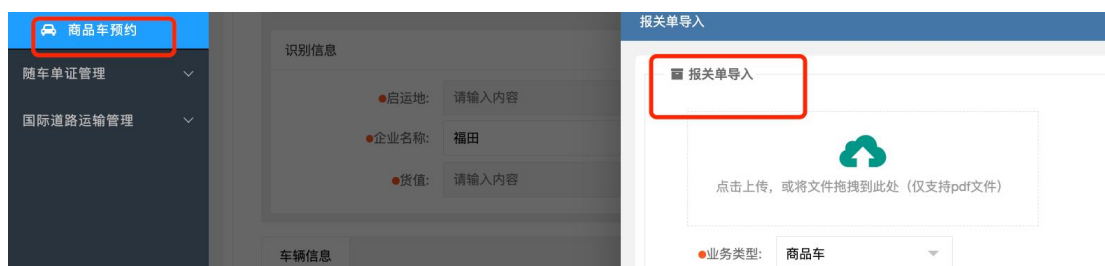 商品车预约
随车单证管理
国际道路运输管理
识别信息
●启运地: 请输入内容
●企业名称: 福田
●货值: 请输入内容
车辆信息
报关单导入
报关单导入
点击上传，或将文件拖拽到此处（仅支持pdf文件）
●业务类型: 商品车